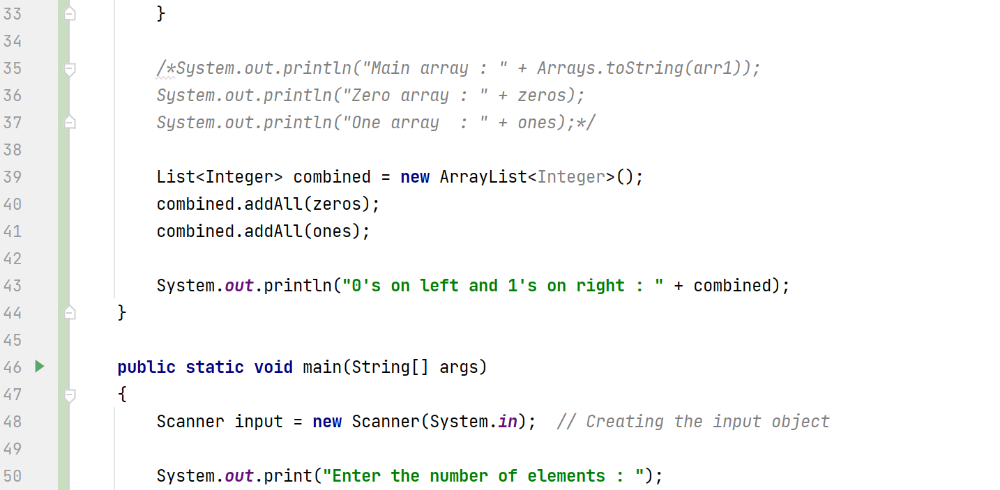 33 }
34
35 /*System.out.println("Main array : " + Arrays.toString(arr1));
36 System.out.println("Zero array : " + zeros);
37 System.out.println("One array  : " + ones);*/
38
39 List<Integer> combined = new ArrayList<Integer>();
40 combined.addAll(zeros);
41 combined.addAll(ones);
42
43 System.out.println("0's on left and 1's on right : " + combined);
44 }
45
46 public static void main(String[] args)
47 {
48 Scanner input = new Scanner(System.in);  // Creating the input object
49
50 System.out.print("Enter the number of elements : ");